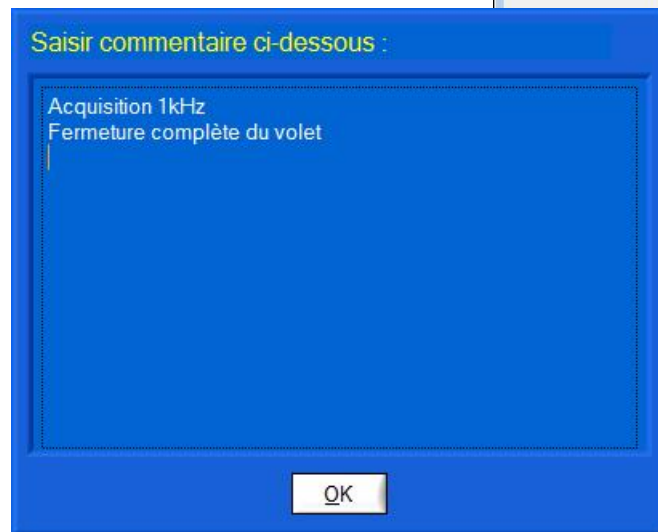 Saisir commentaire ci-dessous :
Acquisition 1kHz
Fermeture complète du volet
OK